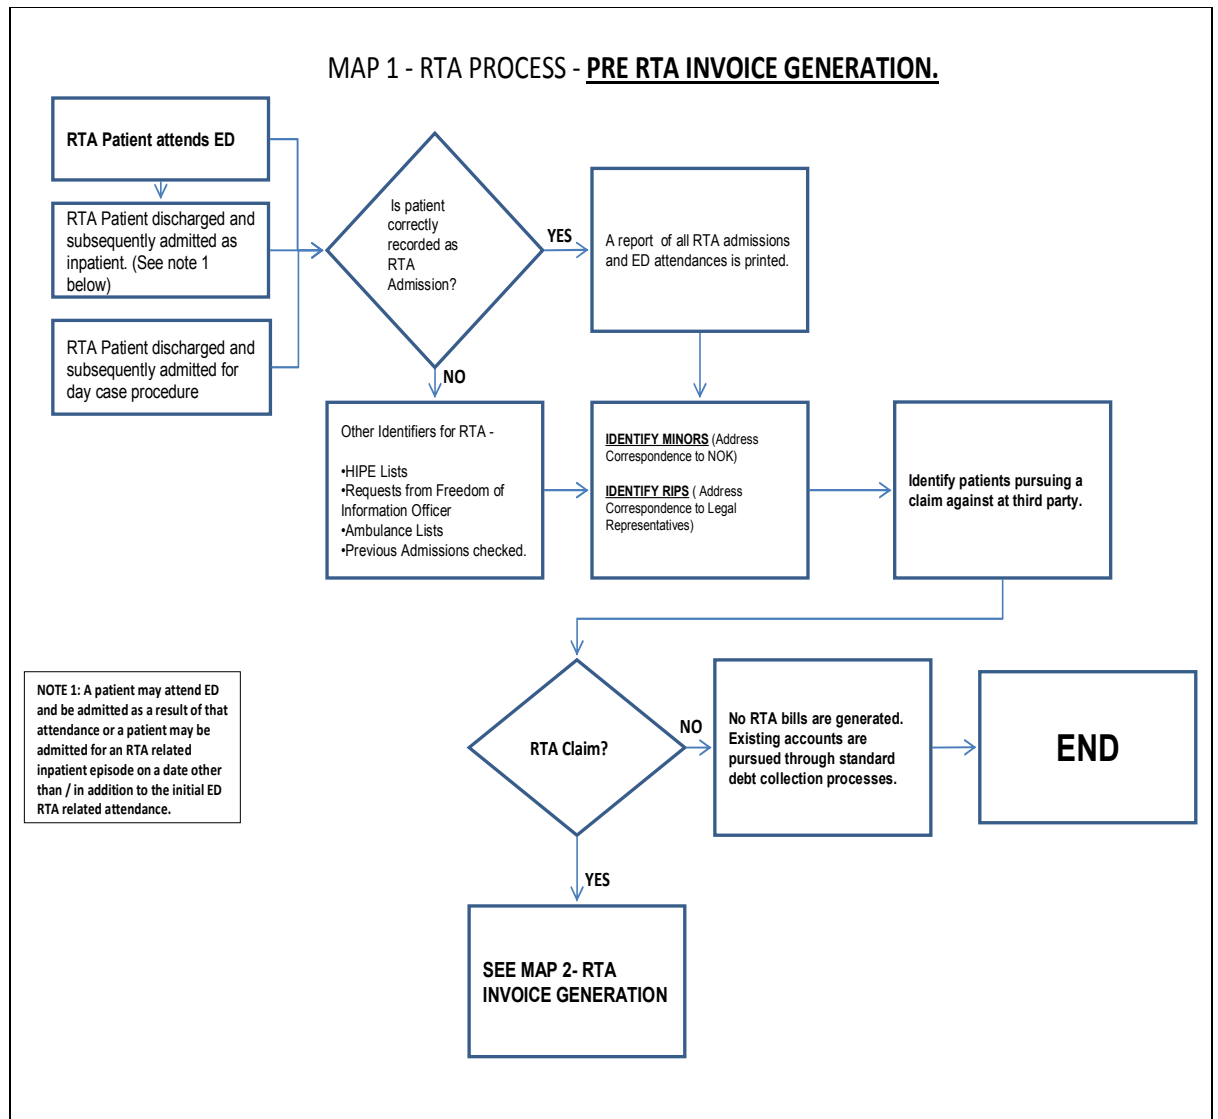 MAP 1 - RTA PROCESS - PRE RTA INVOICE GENERATION.
RTA Patient attends ED
RTA Patient discharged and
subsequently admitted as
inpatient. (See note 1
below)
RTA Patient discharged and
subsequently admitted for
day case procedure
Is patient
correctly
recorded as
RTA
Admission?
YES
A report of all RTA admissions
and ED attendances is printed.
NO
Other Identifiers for RTA -
•HIPE Lists
•Requests from Freedom of
Information Officer
•Ambulance Lists
•Previous Admissions checked.
IDENTIFY MINORS (Address
Correspondence to NOK)
IDENTIFY RIPS ( Address
Correspondence to Legal
Representatives)
Identify patients pursuing a
claim against at third party.
NOTE 1: A patient may attend ED
and be admitted as a result of that
attendance or a patient may be
admitted for an RTA related
inpatient episode on a date other
than / in addition to the initial ED
RTA related attendance.
RTA Claim?
NO
No RTA bills are generated.
Existing accounts are
pursued through standard
debt collection processes.
END
YES
SEE MAP 2- RTA
INVOICE GENERATION